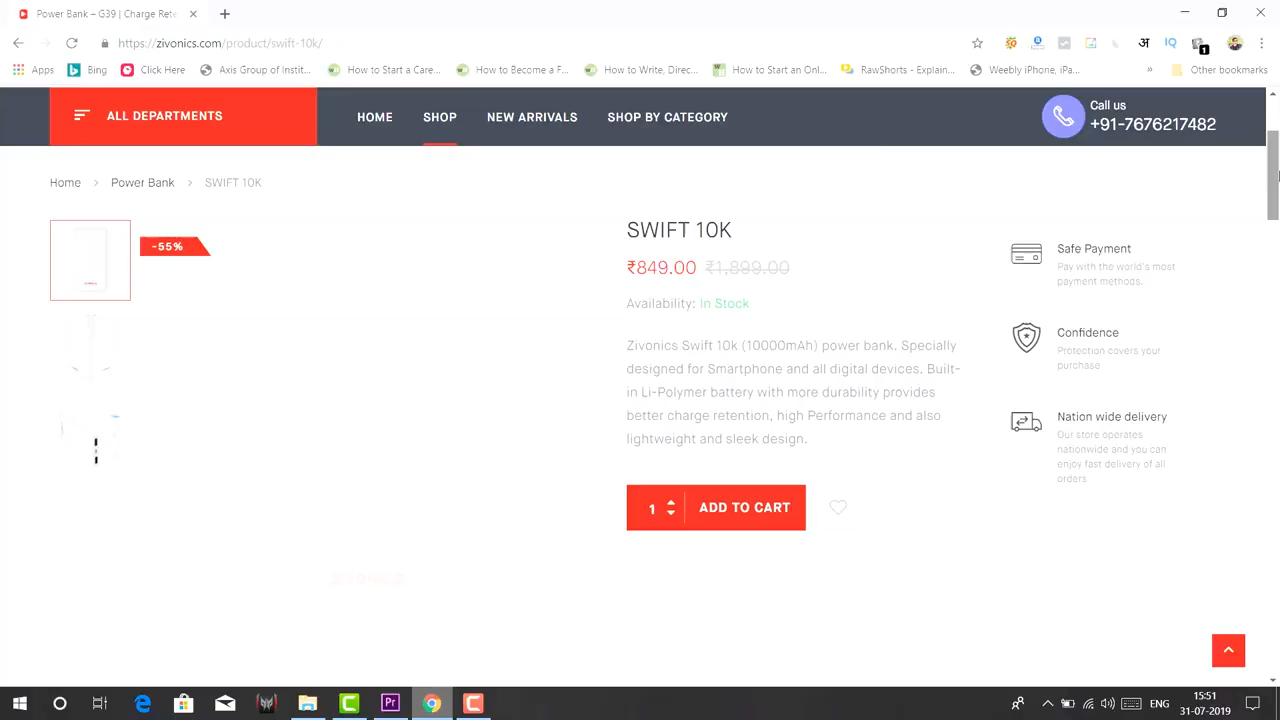 Power Bank – G39 | Charge Rete
https://zivonics.com/product/swift-10k/
IQ
अ
1
Apps
Bing
Click Here
Axis Group of Instit...
How to Start a Care...
How to Become a F...
How to Write, Direc...
How to Start an Onl...
RawShorts - Explain...
Weebly iPhone, iPa...
»
Other bookmarks
ALL DEPARTMENTS
HOME
SHOP
NEW ARRIVALS
SHOP BY CATEGORY
Call us
+91-7676217482
Home > Power Bank > SWIFT 10K
-55%
SWIFT 10K
₹849.00 ₹1,899.00
Availability: In Stock
Zivonics Swift 10k (10000mAh) power bank. Specially
designed for Smartphone and all digital devices. Built-
in Li-Polymer battery with more durability provides
better charge retention, high Performance and also
lightweight and sleek design.
1
ADD TO CART
Safe Payment
Pay with the world's most
payment methods.
Confidence
Protection covers your
purchase
Nation wide delivery
Our store operates
nationwide and you can
enjoy fast delivery of all
orders
ZIVONICS
Pr
ENG
15:51
31-07-2019